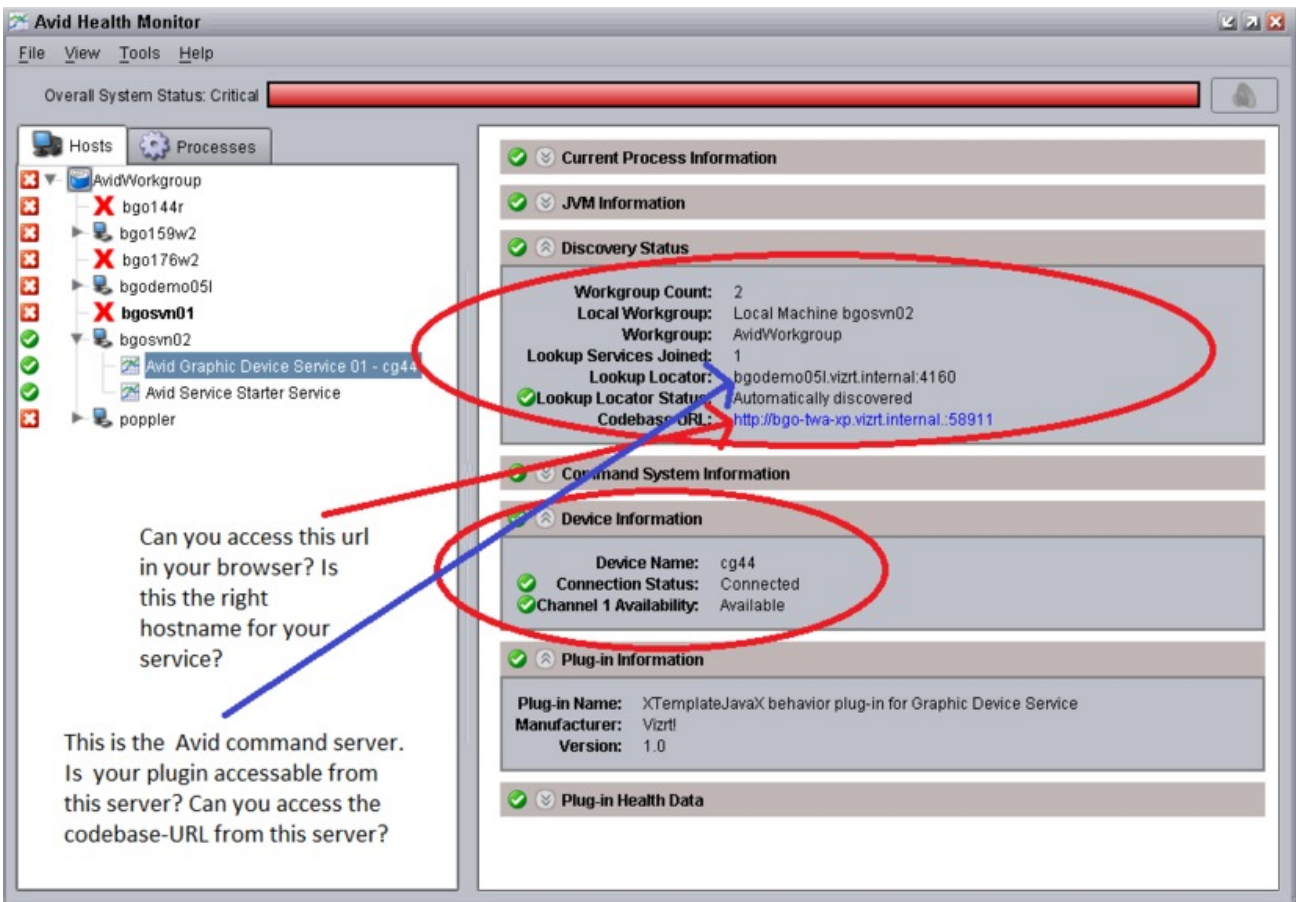 Avid Health Monitor
File View Tools Help
Overall System Status: Critical
Hosts Processes
AvidWorkgroup
bgo144r
bgo159w2
bgo176w2
bgodemo05l
bgosvn01
bgosvn02
Avid Graphic Device Service 01 - cg44
Avid Service Starter Service
poppler
Can you access this url
in your browser? Is
this the right
hostname for your
service?
This is the Avid command server.
Is your plugin accessable from
this server? Can you access the
codebase-URL from this server?
Current Process Information
JVM Information
Discovery Status
Workgroup Count: 2
Local Workgroup: Local Machine bgosvn02
Workgroup: AvidWorkgroup
Lookup Services Joined: 1
Lookup Locator: bgodemo05l.vizrt.internal:4160
Lookup Locator Status: Automatically discovered
Codebase URL: http://bgo-twa-xp.vizrt.internal.:58911
Command System Information
Device Information
Device Name: cg44
Connection Status: Connected
Channel 1 Availability: Available
Plug-in Information
Plug-in Name: XTemplateJavaX behavior plug-in for Graphic Device Service
Manufacturer: Vizrt!
Version: 1.0
Plug-in Health Data